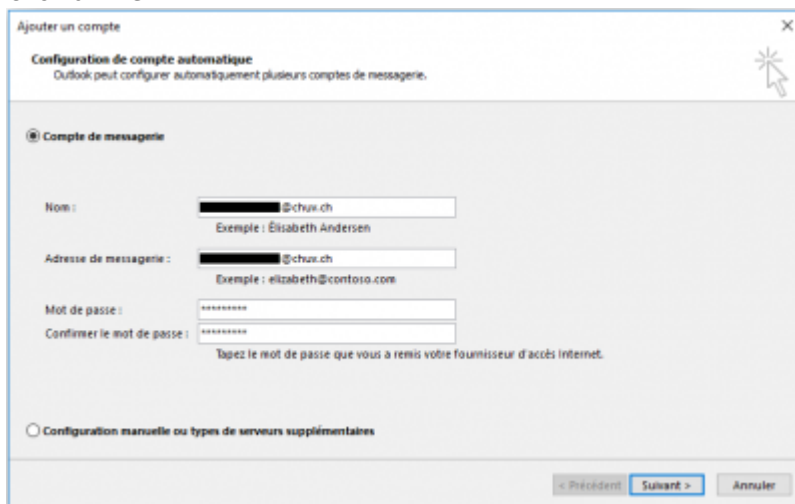 Ajouter un compte
Configuration de compte automatique
Outlook peut configurer automatiquement plusieurs comptes de messagerie.
Compte de messagerie
Nom :
@chuv.ch
Exemple : Élisabeth Andersen
Adresse de messagerie :
@chuv.ch
Exemple : elizabeth@contoso.com
Mot de passe :
*********
Confirmer le mot de passe :
*********
Tapez le mot de passe que vous a remis votre fournisseur d'accès Internet.
Configuration manuelle ou types de serveurs supplémentaires
< Précédent
Suivant >
Annuler